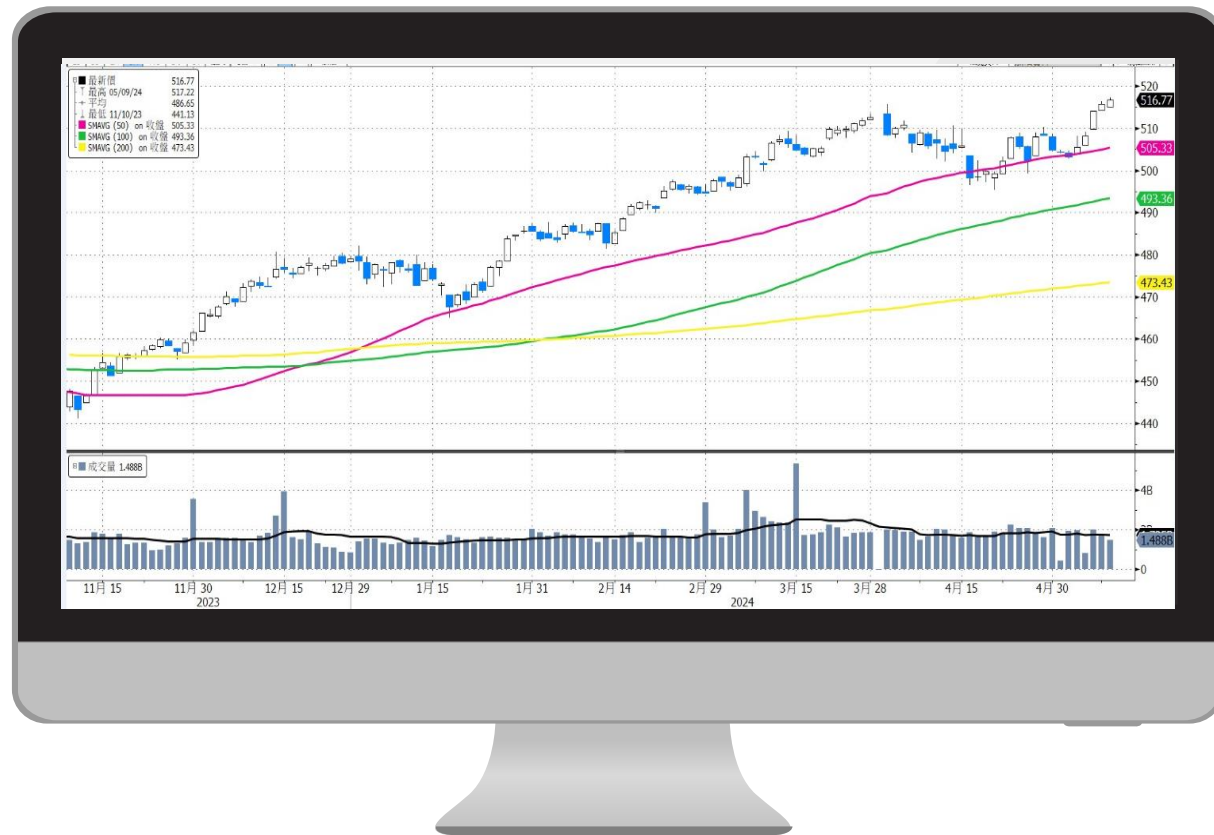 最新價 516.77
最高 05/09/24 517.22
平均 486.65
最低 11/10/23 441.13
SMAVG (50) on 收盤 505.33
SMAVG (100) on 收盤 493.36
SMAVG (200) on 收盤 473.43
520
516.77
510
505.33
500
493.36
490
480
473.43
470
460
450
440
成交量 1.488B
4B
1.488B
0
11月 15 11月 30 12月 15 12月 29 1月 15 1月 31 2月 14 2月 29 3月 15 3月 28 4月 15 4月 30
2023 2024